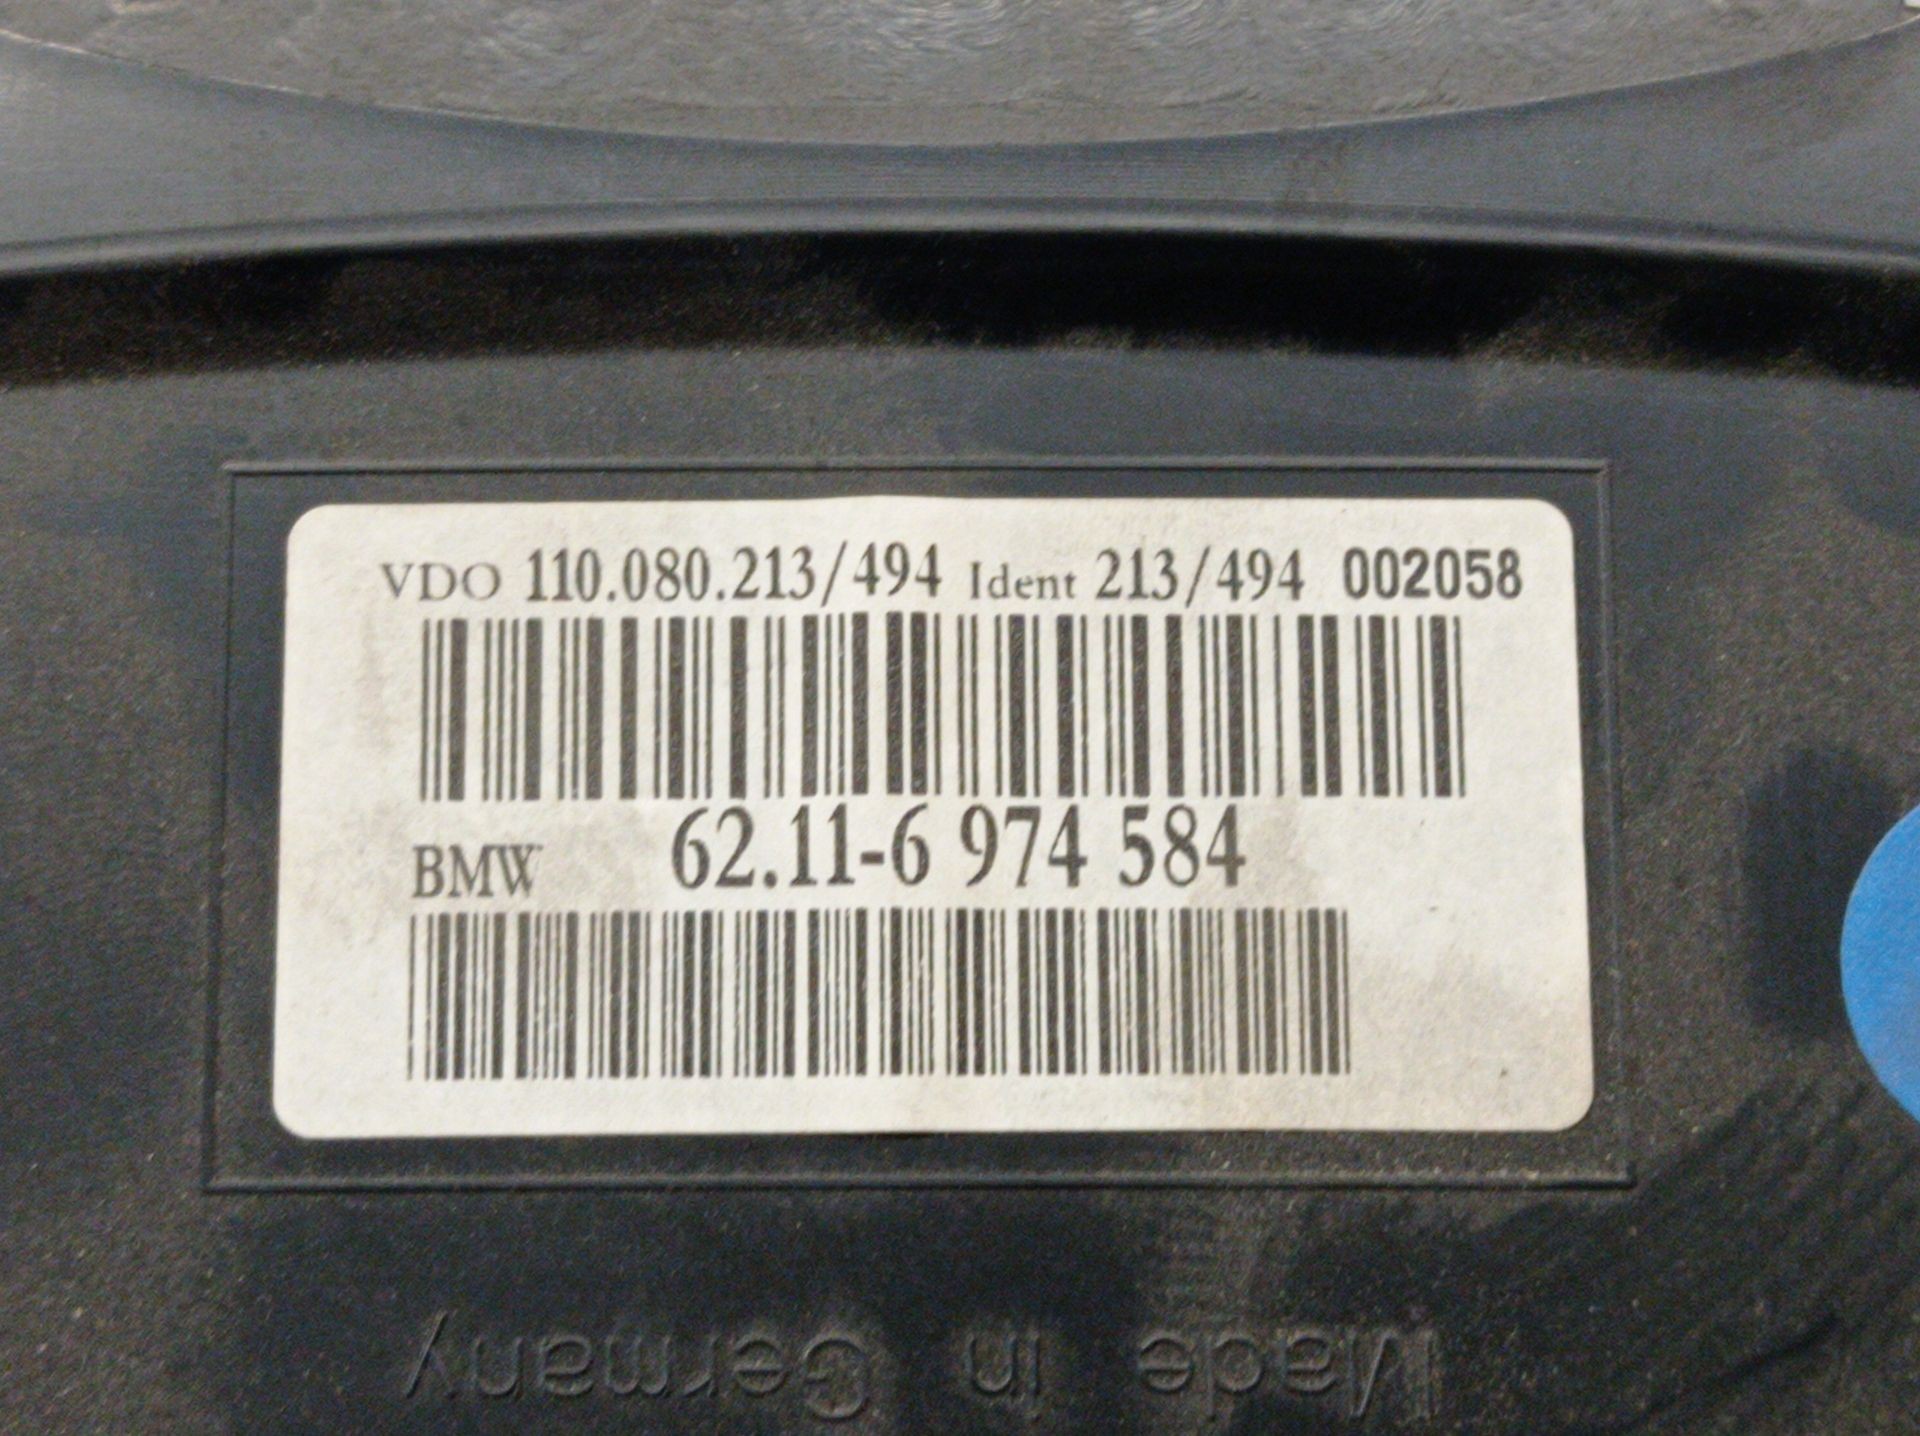 VDO 110.080.213/494 Ident 213/494 002058
BMW 62.11-6 974 584
Made in Germany